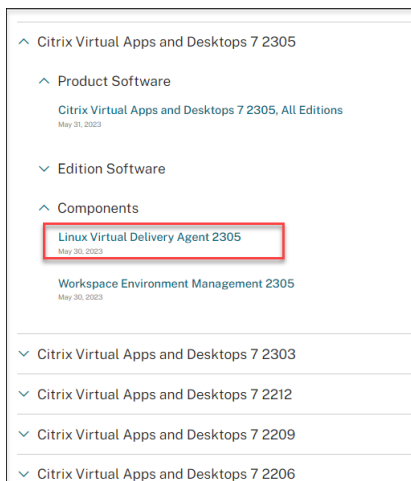 Citrix Virtual Apps and Desktops 7 2305
Product Software
Citrix Virtual Apps and Desktops 7 2305, All Editions
May 31, 2023
Edition Software
Components
Linux Virtual Delivery Agent 2305
May 30, 2023
Workspace Environment Management 2305
May 30, 2023
Citrix Virtual Apps and Desktops 7 2303
Citrix Virtual Apps and Desktops 7 2212
Citrix Virtual Apps and Desktops 7 2209
Citrix Virtual Apps and Desktops 7 2206